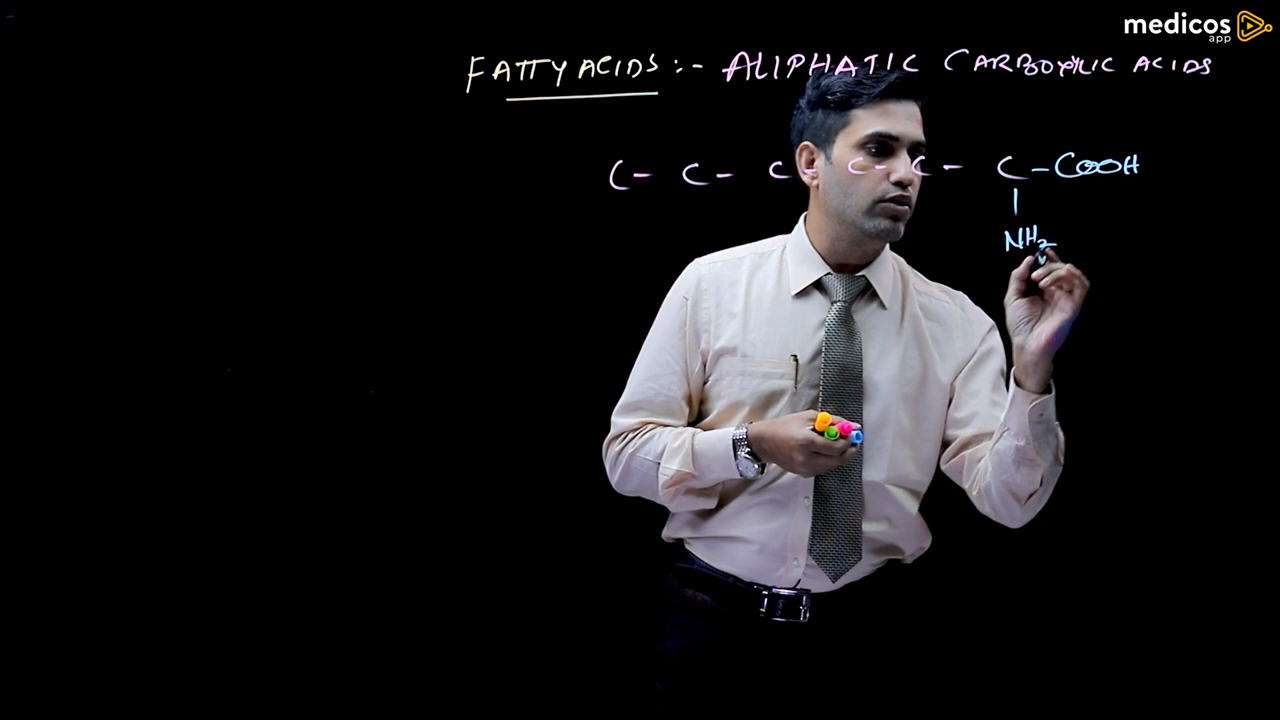 medicos
app
FATTY ACIDS :- ALIPHATIC CARBOXYLIC ACIDS
C - C - C - C - C - C - COOH
|
NH2